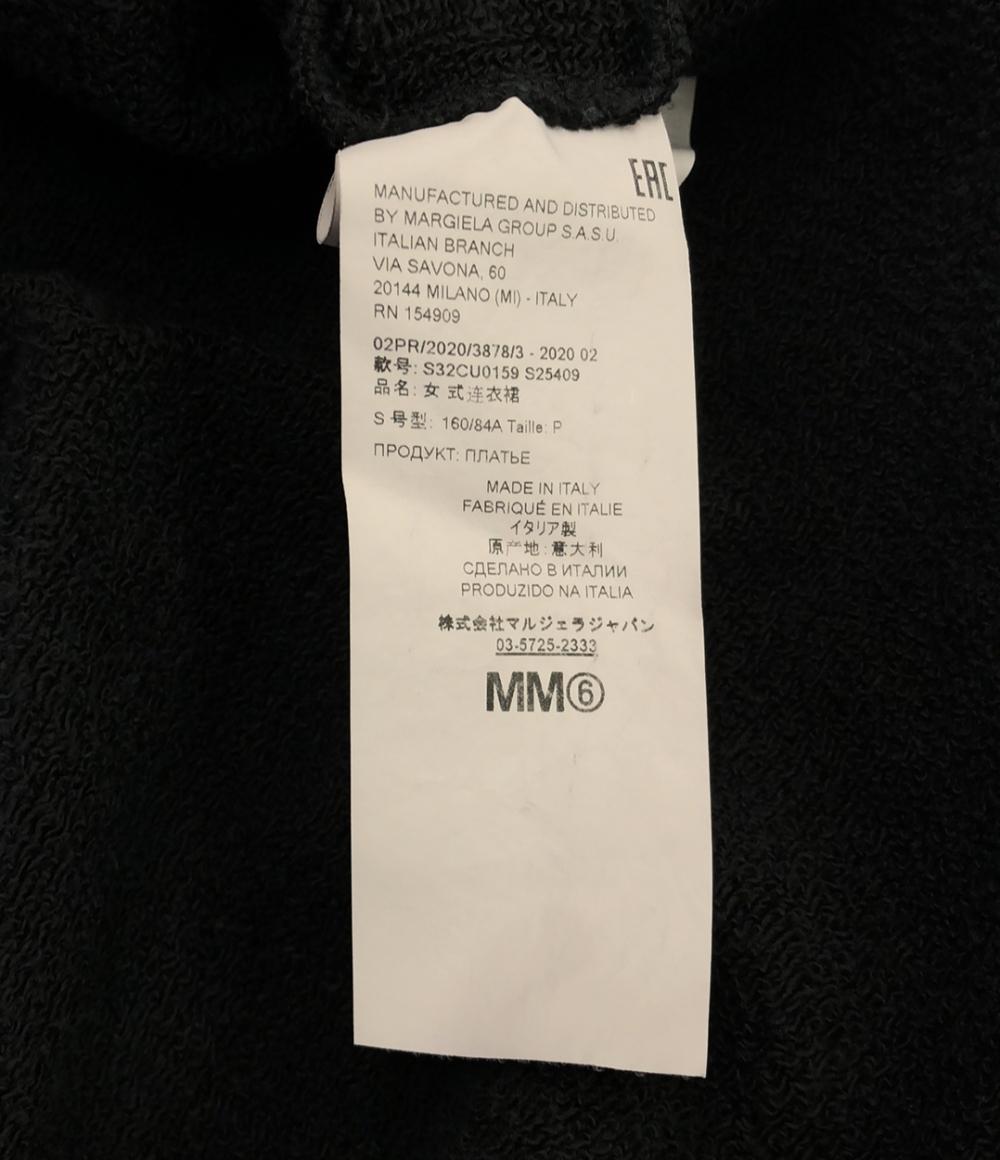 EAC
MANUFACTURED AND DISTRIBUTED
BY MARGIELA GROUP S.A.S.U.
ITALIAN BRANCH
VIA SAVONA, 60
20144 MILANO (MI) - ITALY
RN 154909
02PR/2020/3878/3 - 2020 02
款号: S32CU0159 S25409
品名: 女 式连衣裙
S 号型: 160/84A Taille: P
ПРОДУКТ: ПЛАТЬЕ
MADE IN ITALY
FABRIQUÉ EN ITALIE
イタリア製
原产地:意大利
СДЕЛАНО В ИТАЛИИ
PRODUZIDO NA ITALIA
株式会社マルジェラジャパン
03-5725-2333
MM⑥